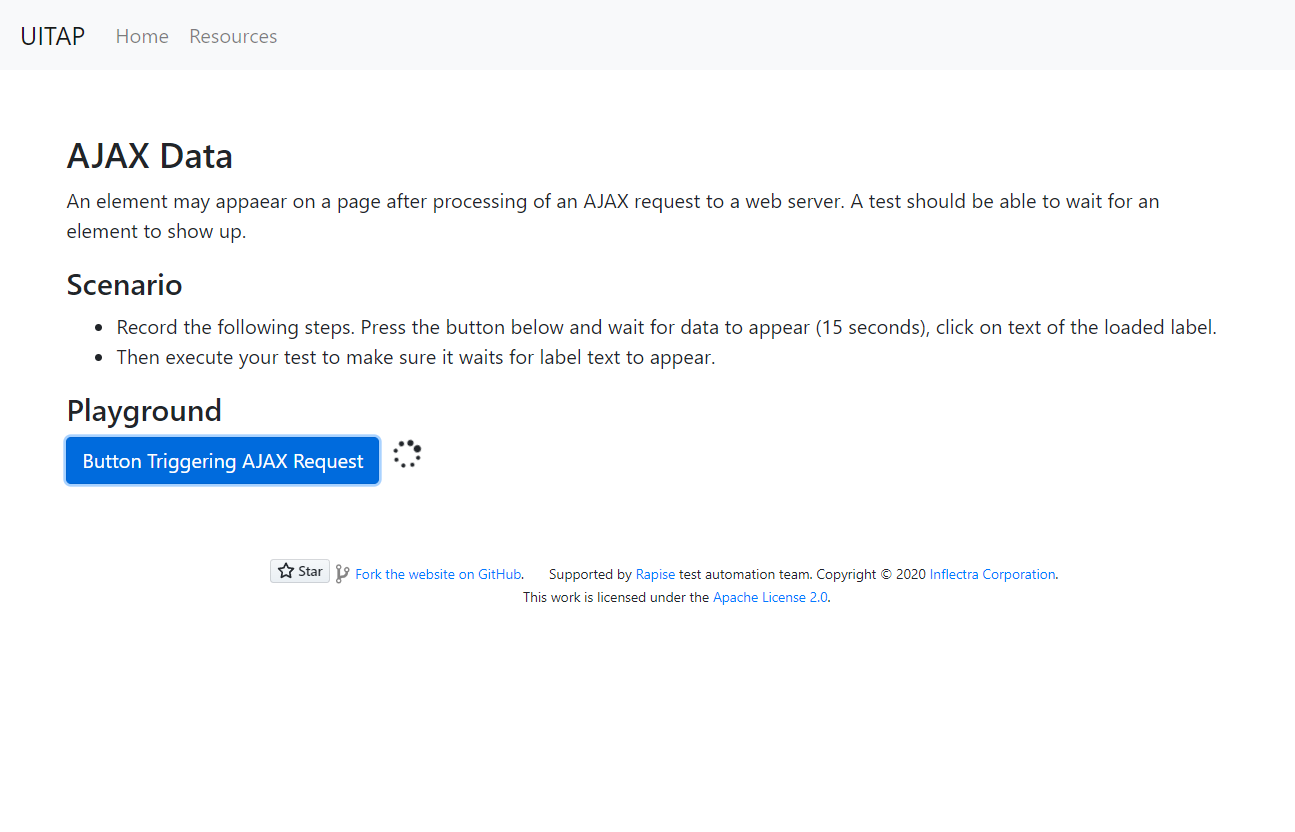 UITAP Home Resources
AJAX Data
An element may appaear on a page after processing of an AJAX request to a web server. A test should be able to wait for an
element to show up.
Scenario
• Record the following steps. Press the button below and wait for data to appear (15 seconds), click on text of the loaded label.
• Then execute your test to make sure it waits for label text to appear.
Playground
Button Triggering AJAX Request
Star Fork the website on GitHub. Supported by Rapise test automation team. Copyright © 2020 Inflectra Corporation.
This work is licensed under the Apache License 2.0.